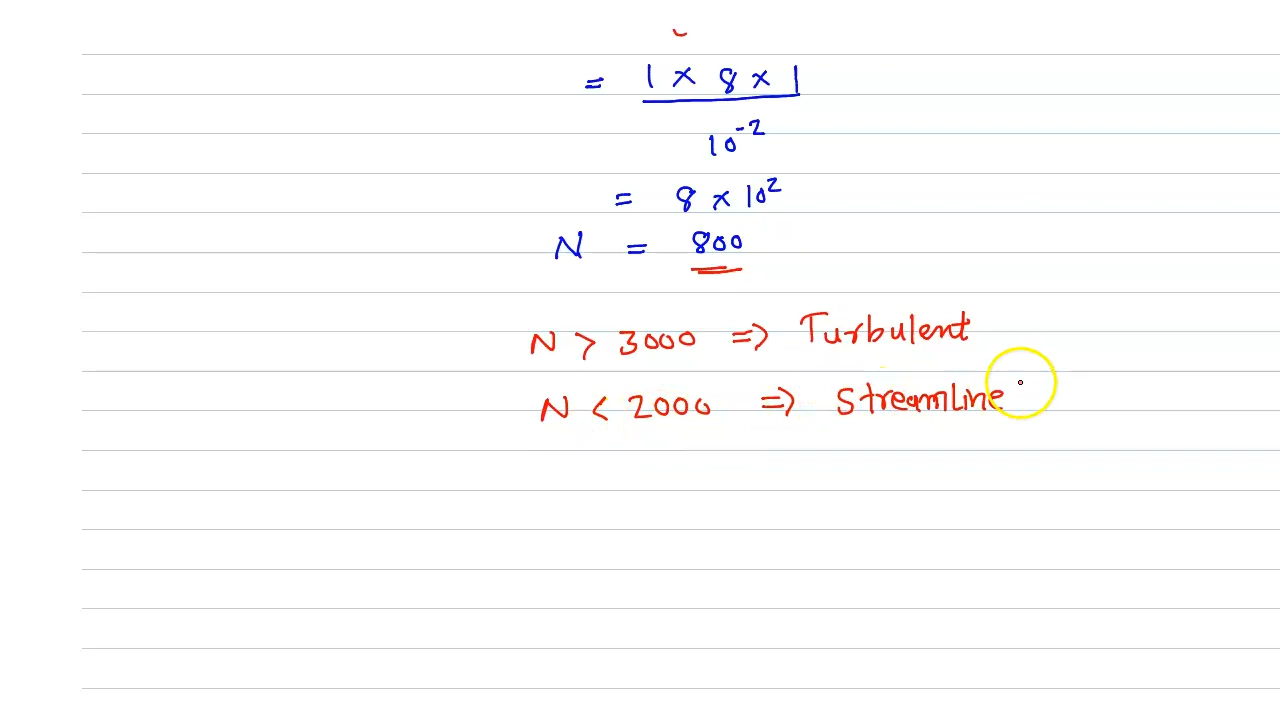 = 1 × 8 × 1
10⁻²
= 8 × 10²
N = 800
N > 3000 => Turbulent
N < 2000 => StreamLine